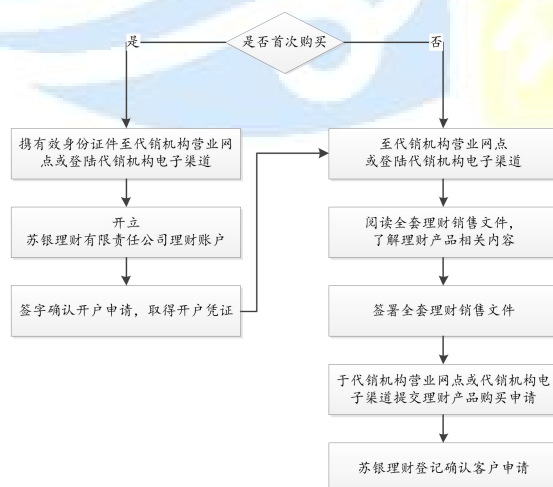 是否首次购买
是
否
携有效身份证件至代销机构营业网
点或登陆代销机构电子渠道
开立
苏银理财有限责任公司理财账户
签字确认开户申请，取得开户凭证
至代销机构营业网点
或登陆代销机构电子渠道
阅读全套理财销售文件，
了解理财产品相关内容
签署全套理财销售文件
于代销机构营业网点或代销机构电
子渠道提交理财产品购买申请
苏银理财登记确认客户申请